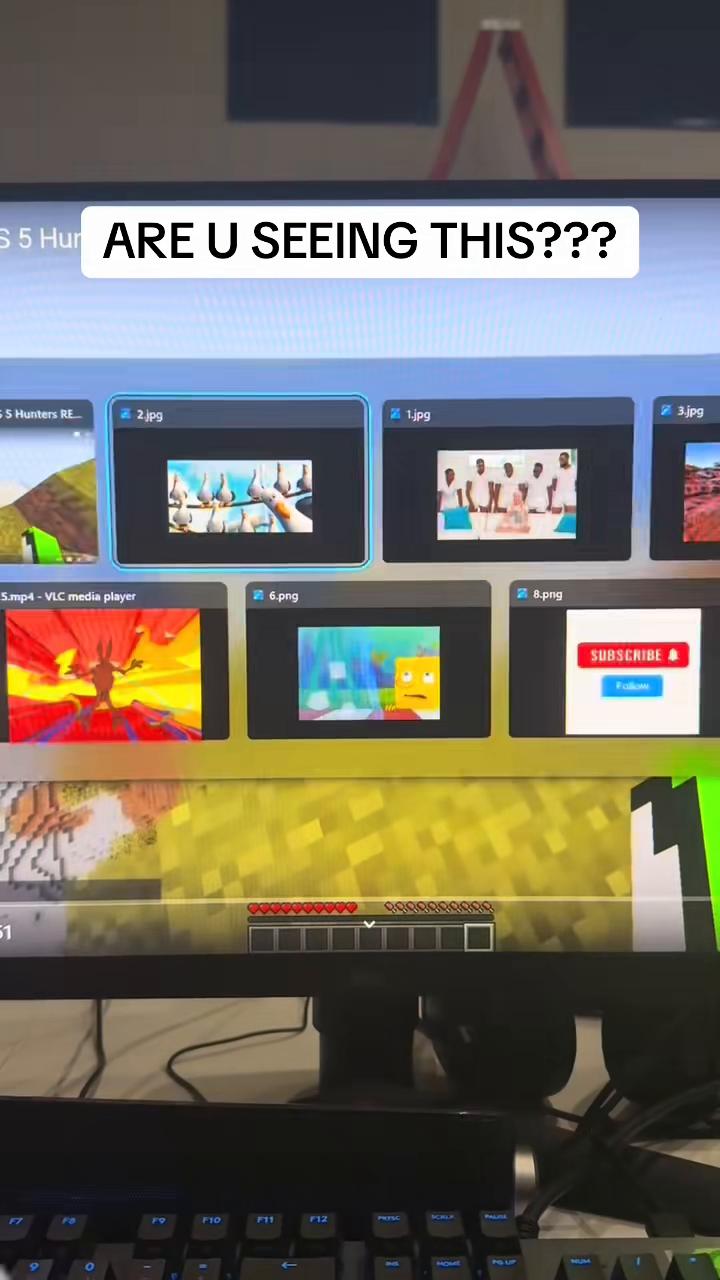 S 5 Hun
ARE U SEEING THIS???
S 5 Hunters RE...
2.jpg
1.jpg
3.jpg
5.mp4 - VLC media player
6.png
8.png
SUBSCRIBE
Follow
51
F7 F8 F9 F10 F11 F12 PRTSC SCRLK PAUSE
9 0 - = ← INS HOME PG UP NUM / *